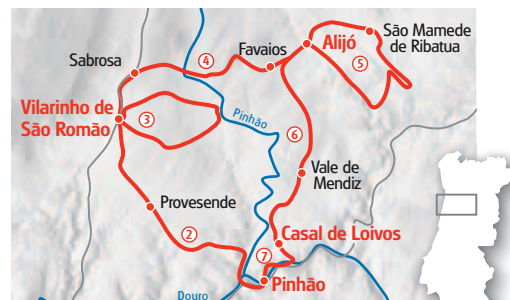 São Mamede
de Ribatua
Alijó
Favaios
Sabrosa
④
⑤
Vilarinho de
São Romão
③
Pinhão
⑥
Vale de
Mendiz
Provesende
②
Casal de Loivos
⑦
Pinhão
Douro